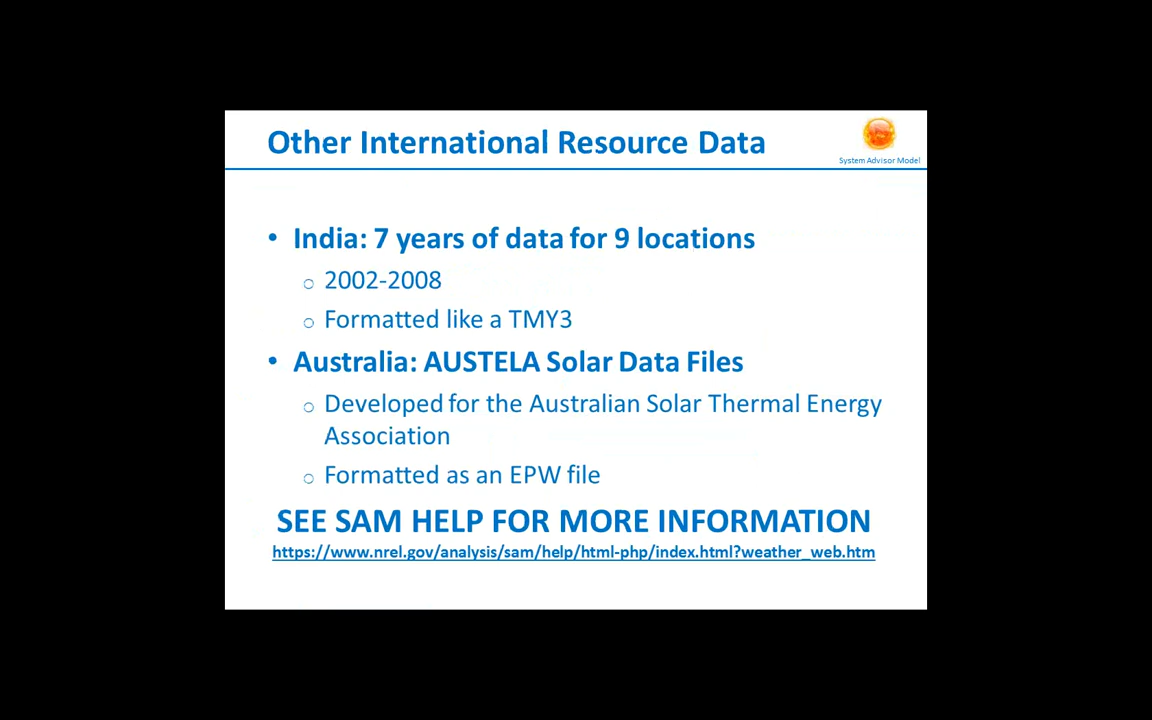 Other International Resource Data
System Advisor Model
• India: 7 years of data for 9 locations
○ 2002-2008
○ Formatted like a TMY3
• Australia: AUSTELA Solar Data Files
○ Developed for the Australian Solar Thermal Energy
Association
○ Formatted as an EPW file
SEE SAM HELP FOR MORE INFORMATION
https://www.nrel.gov/analysis/sam/help/html-php/index.html?weather_web.htm